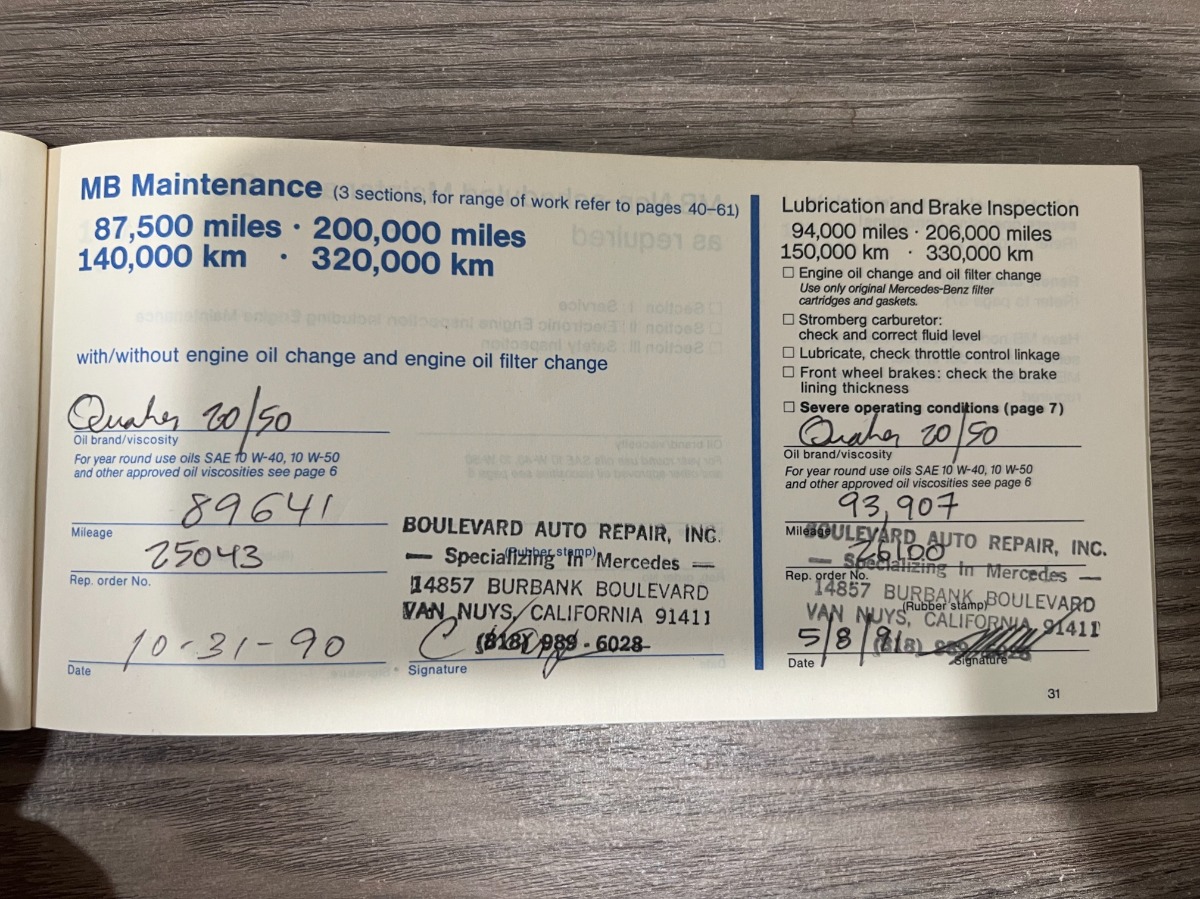 MB Maintenance (3 sections, for range of work refer to pages 40–61)
87,500 miles · 200,000 miles
140,000 km · 320,000 km
with/without engine oil change and engine oil filter change
Quaker 20/50
Oil brand/viscosity
For year round use oils SAE 10 W-40, 10 W-50
and other approved oil viscosities see page 6
89641
Mileage
25043
Rep. order No.
10-31-90
Date
BOULEVARD AUTO REPAIR, INC.
— Specializing In Mercedes —
(Rubber stamp)
14857 BURBANK BOULEVARD
VAN NUYS, CALIFORNIA 91411
(818) 989-6028
Signature
Lubrication and Brake Inspection
94,000 miles · 206,000 miles
150,000 km · 330,000 km
☐ Engine oil change and oil filter change
Use only original Mercedes-Benz filter
cartridges and gaskets.
☐ Stromberg carburetor:
check and correct fluid level
☐ Lubricate, check throttle control linkage
☐ Front wheel brakes: check the brake
lining thickness
☐ Severe operating conditions (page 7)
Quaker 20/50
Oil brand/viscosity
For year round use oils SAE 10 W-40, 10 W-50
and other approved oil viscosities see page 6
93,907
Mileage
BOULEVARD AUTO REPAIR, INC.
26100
— Specializing In Mercedes —
Rep. order No.
14857 BURBANK BOULEVARD
(Rubber stamp)
VAN NUYS, CALIFORNIA 91411
5/8/91
(818) 989-6028
Date
Signature
31